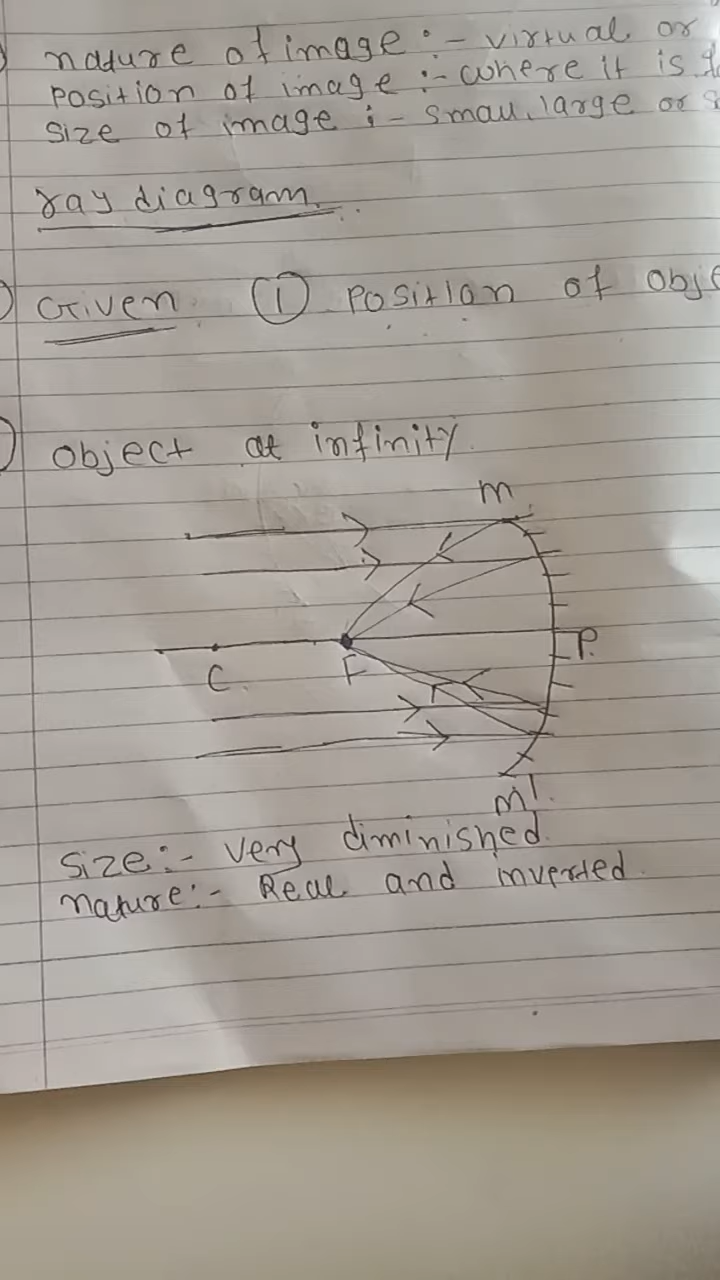 nature of image :- virtual or
Position of image :- where it is
Size of image :- small, large or
ray diagram.
Given ① Position of obje
object at infinity.
M
C. F P.
M'.
Size :- very diminished.
nature :- Real and inverted.